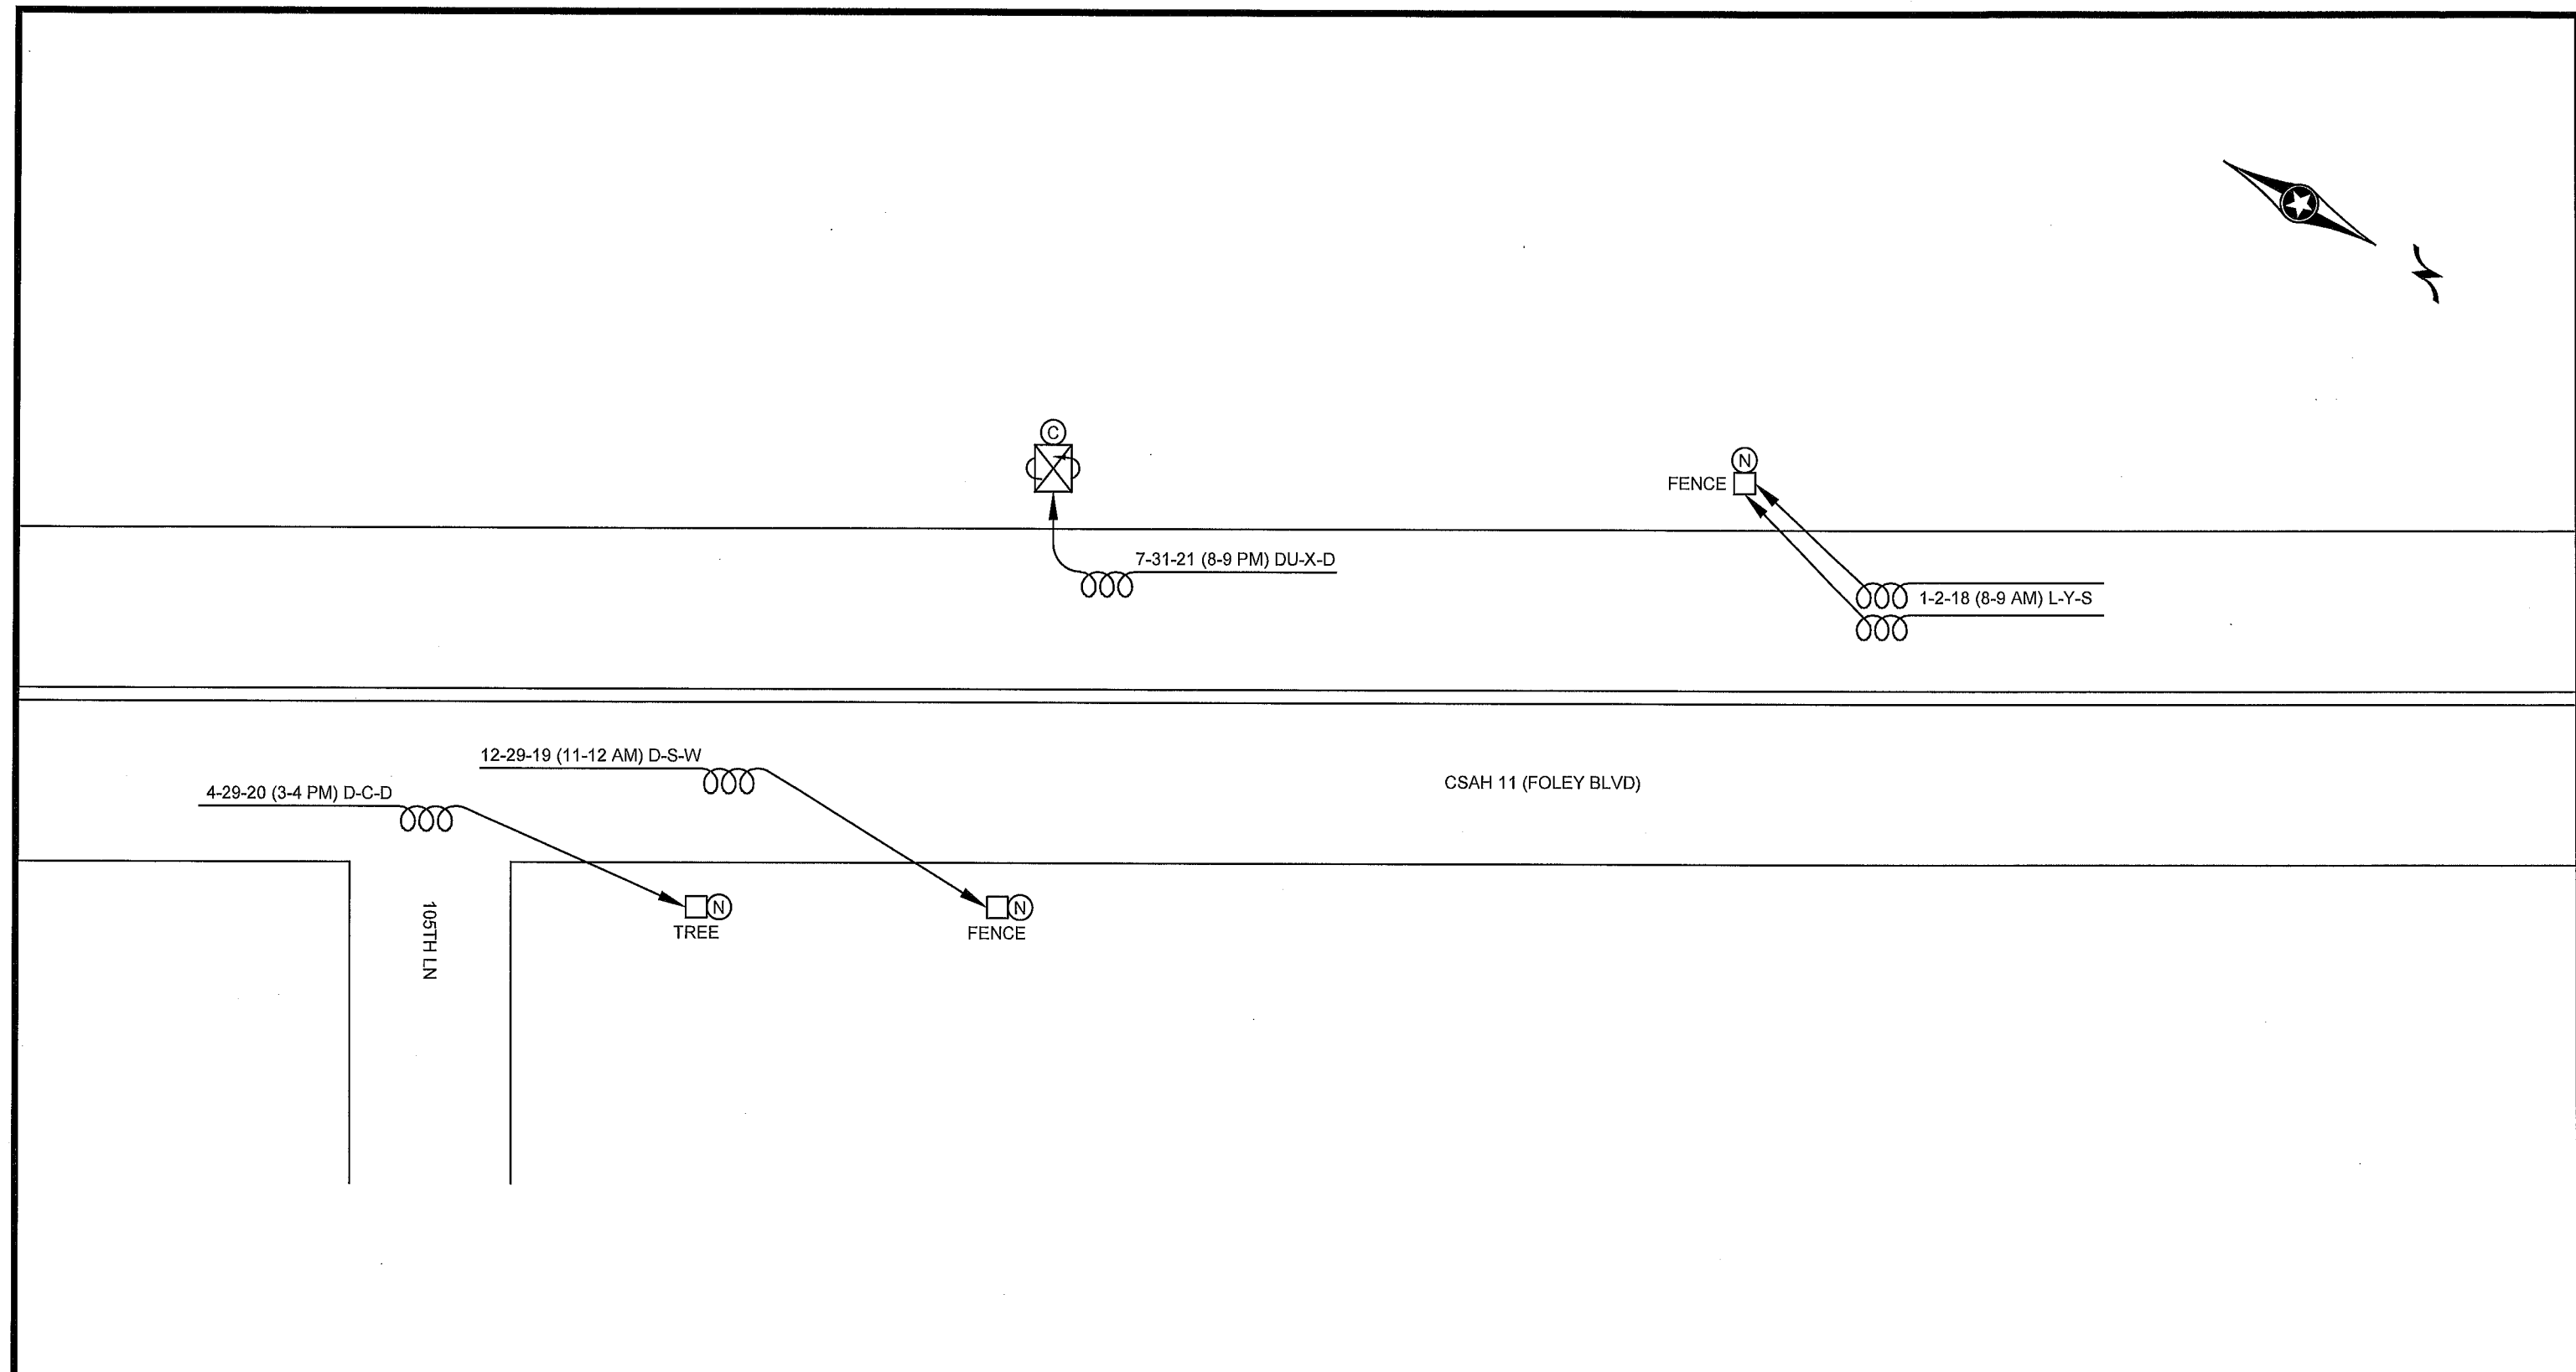 N
C
N
FENCE
7-31-21 (8-9 PM) DU-X-D
1-2-18 (8-9 AM) L-Y-S
12-29-19 (11-12 AM) D-S-W
CSAH 11 (FOLEY BLVD)
4-29-20 (3-4 PM) D-C-D
105TH LN
N
TREE
N
FENCE